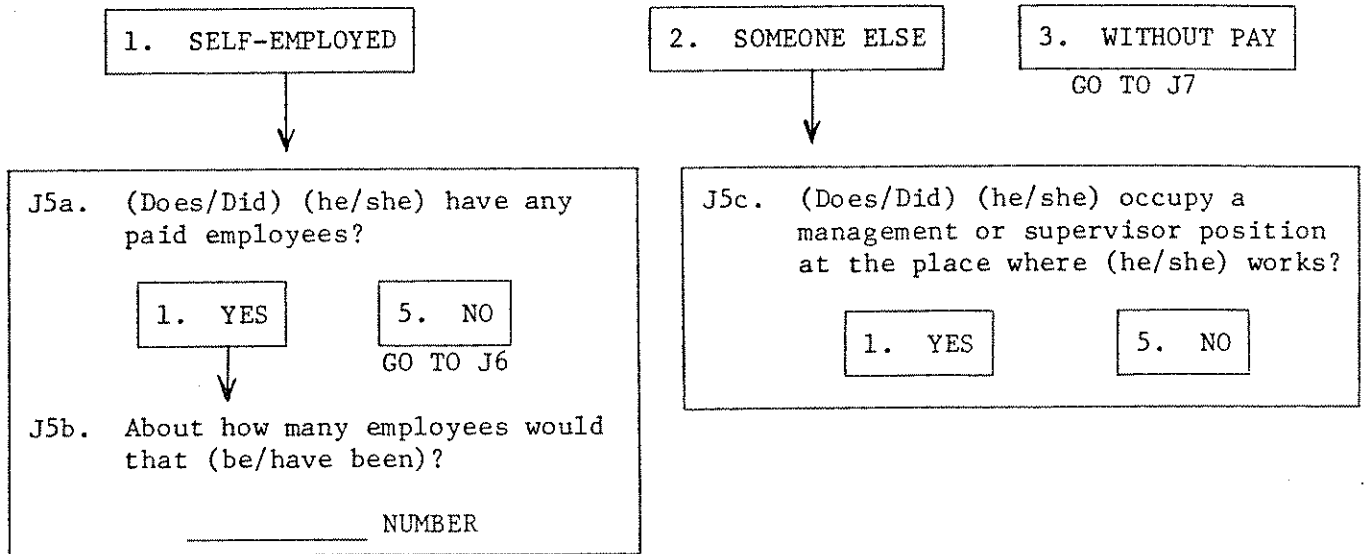 1. SELF-EMPLOYED
2. SOMEONE ELSE
3. WITHOUT PAY
GO TO J7
J5a. (Does/Did) (he/she) have any
paid employees?
1. YES
5. NO
GO TO J6
J5b. About how many employees would
that (be/have been)?
NUMBER
J5c. (Does/Did) (he/she) occupy a
management or supervisor position
at the place where (he/she) works?
1. YES
5. NO